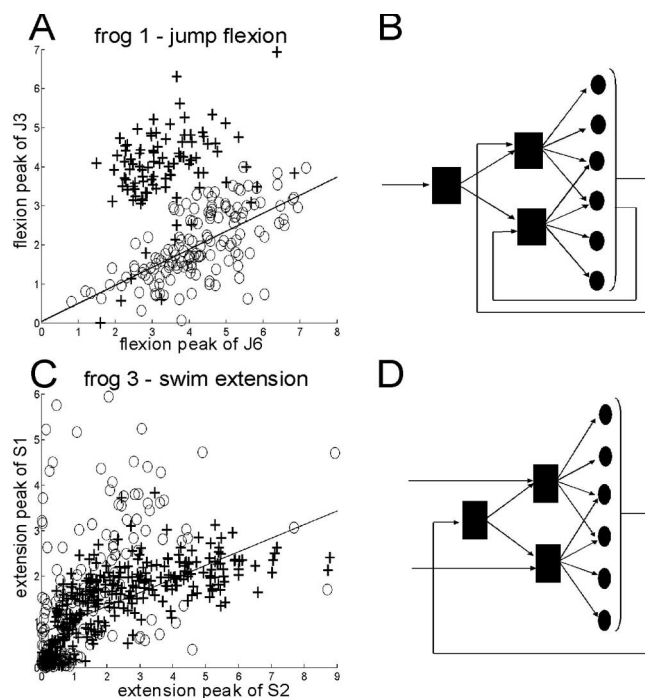 A
frog 1 - jump flexion
flexion peak of J3
7
6
5
4
3
2
1
0
0 1 2 3 4 5 6 7 8
flexion peak of J6
B
C
frog 3 - swim extension
extension peak of S1
6
5
4
3
2
1
0
0 1 2 3 4 5 6 7 8 9
extension peak of S2
D